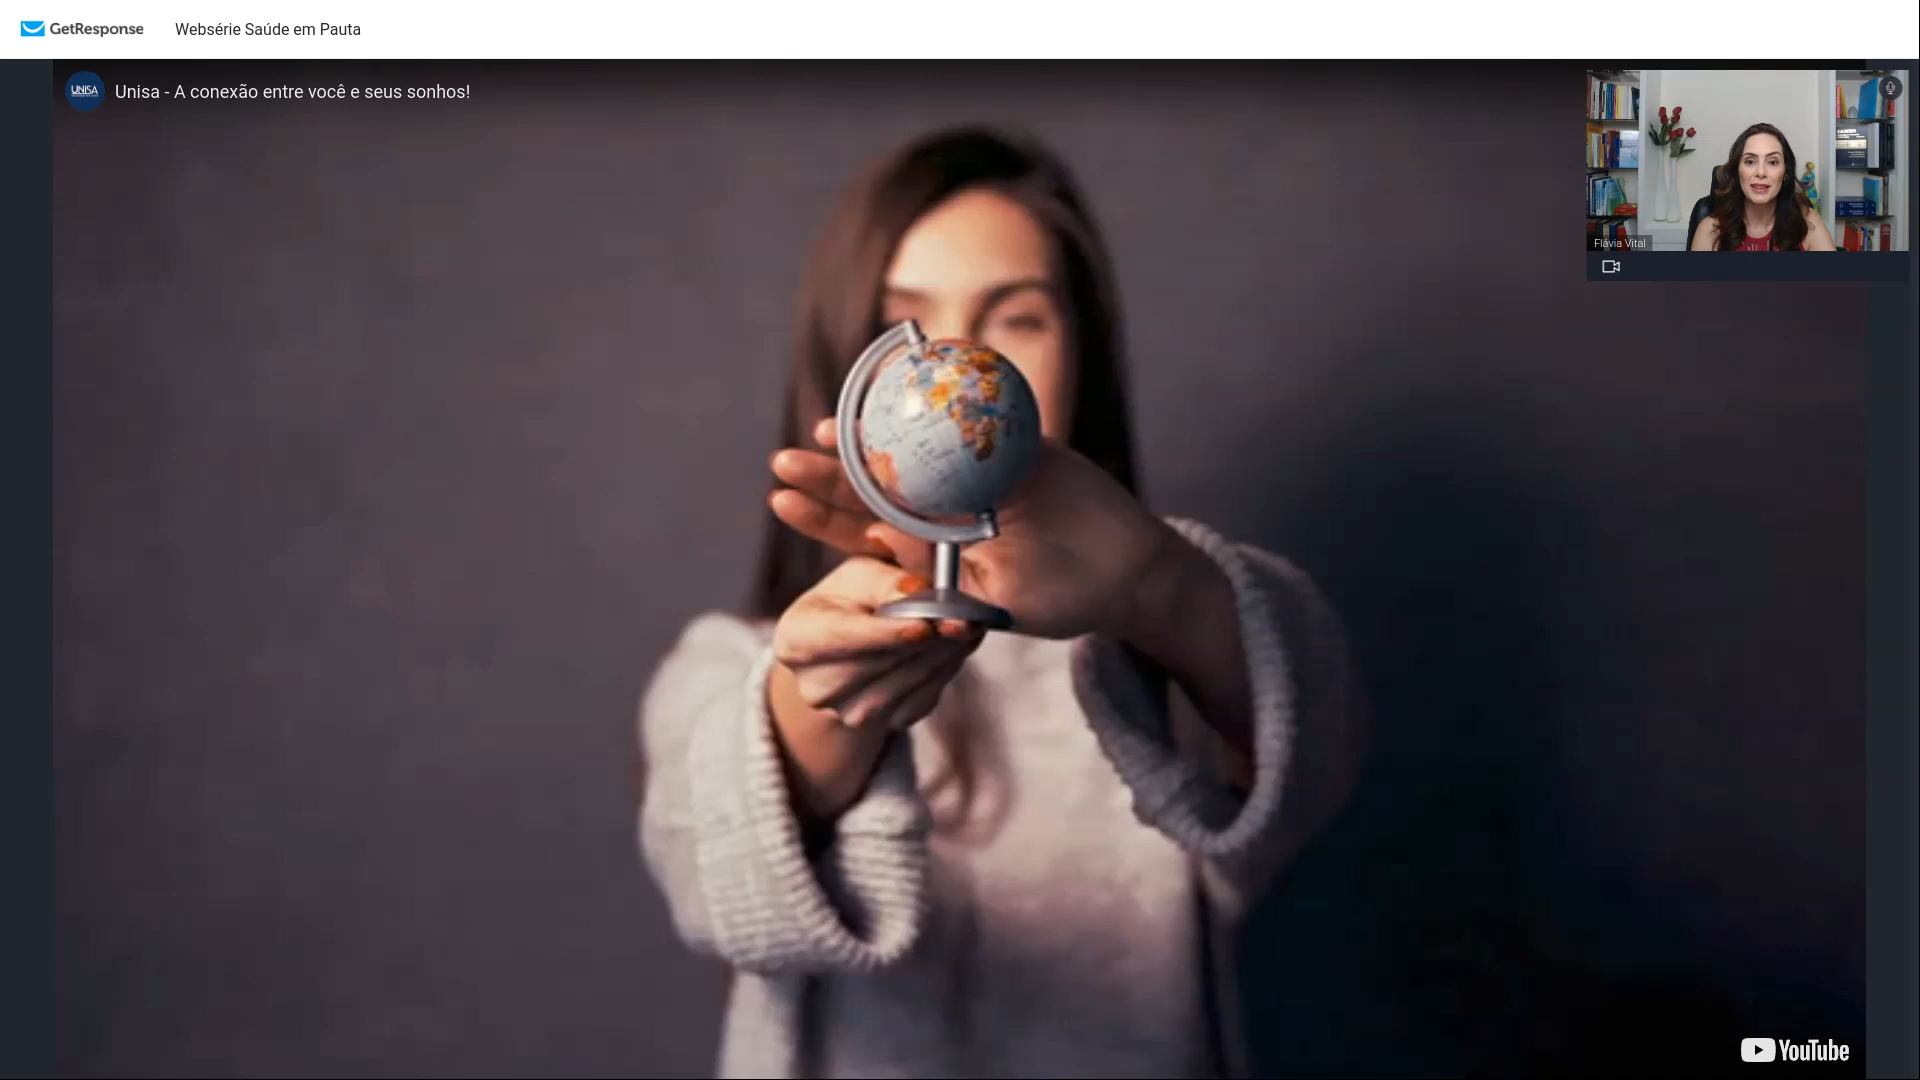 GetResponse
Websérie Saúde em Pauta
UNISA
Unisa - A conexão entre você e seus sonhos!
Flávia Vital
YouTube